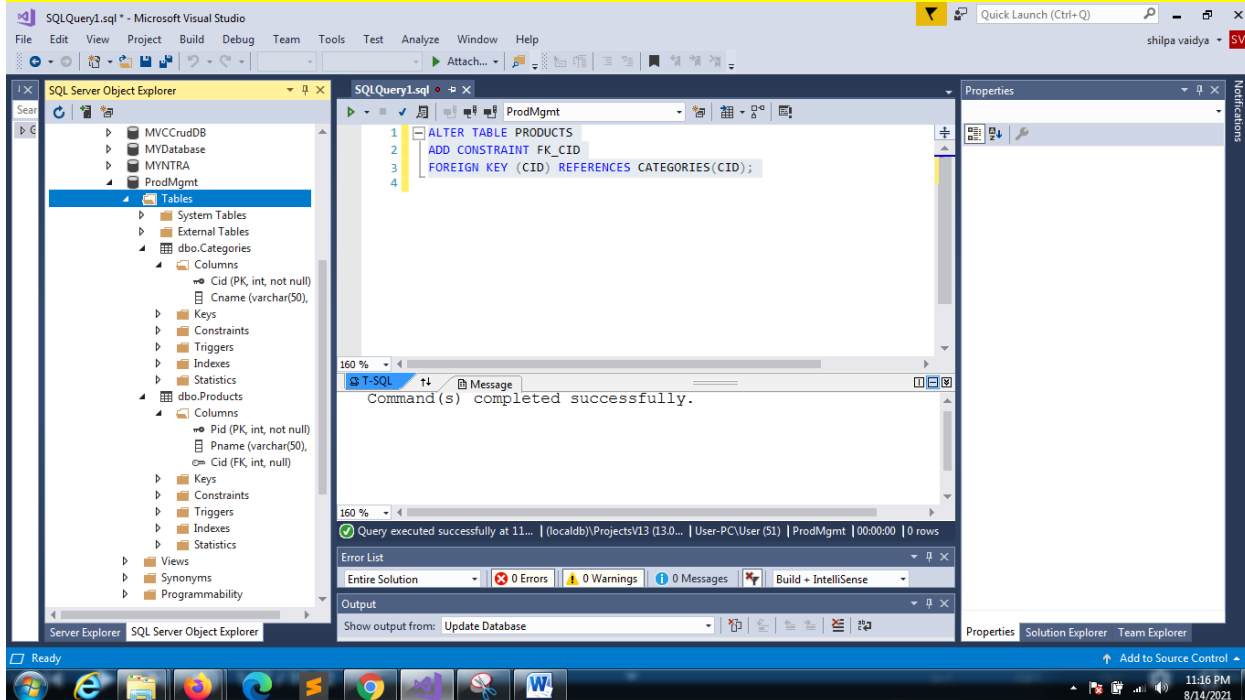 SQLQuery1.sql * - Microsoft Visual Studio
Quick Launch (Ctrl+Q)
File Edit View Project Build Debug Team Tools Test Analyze Window Help
shilpa vaidya
SV
Attach...
SQL Server Object Explorer
Sear
MVCCrudDB
MYDatabase
MYNTRA
ProdMgmt
Tables
System Tables
External Tables
dbo.Categories
Columns
Cid (PK, int, not null)
Cname (varchar(50),
Keys
Constraints
Triggers
Indexes
Statistics
dbo.Products
Columns
Pid (PK, int, not null)
Pname (varchar(50),
Cid (FK, int, null)
Keys
Constraints
Triggers
Indexes
Statistics
Views
Synonyms
Programmability
Server Explorer SQL Server Object Explorer
SQLQuery1.sql
ProdMgmt
1 ALTER TABLE PRODUCTS
2 ADD CONSTRAINT FK_CID
3 FOREIGN KEY (CID) REFERENCES CATEGORIES(CID);
4
160 %
T-SQL Message
Command(s) completed successfully.
160 %
Query executed successfully at 11... | (localdb)\ProjectsV13 (13.0... | User-PC\User (51) | ProdMgmt | 00:00:00 | 0 rows
Error List
Entire Solution 0 Errors 0 Warnings 0 Messages Build + IntelliSense
Output
Show output from: Update Database
Properties
Notifications
Properties Solution Explorer Team Explorer
Ready
Add to Source Control
11:16 PM
8/14/2021